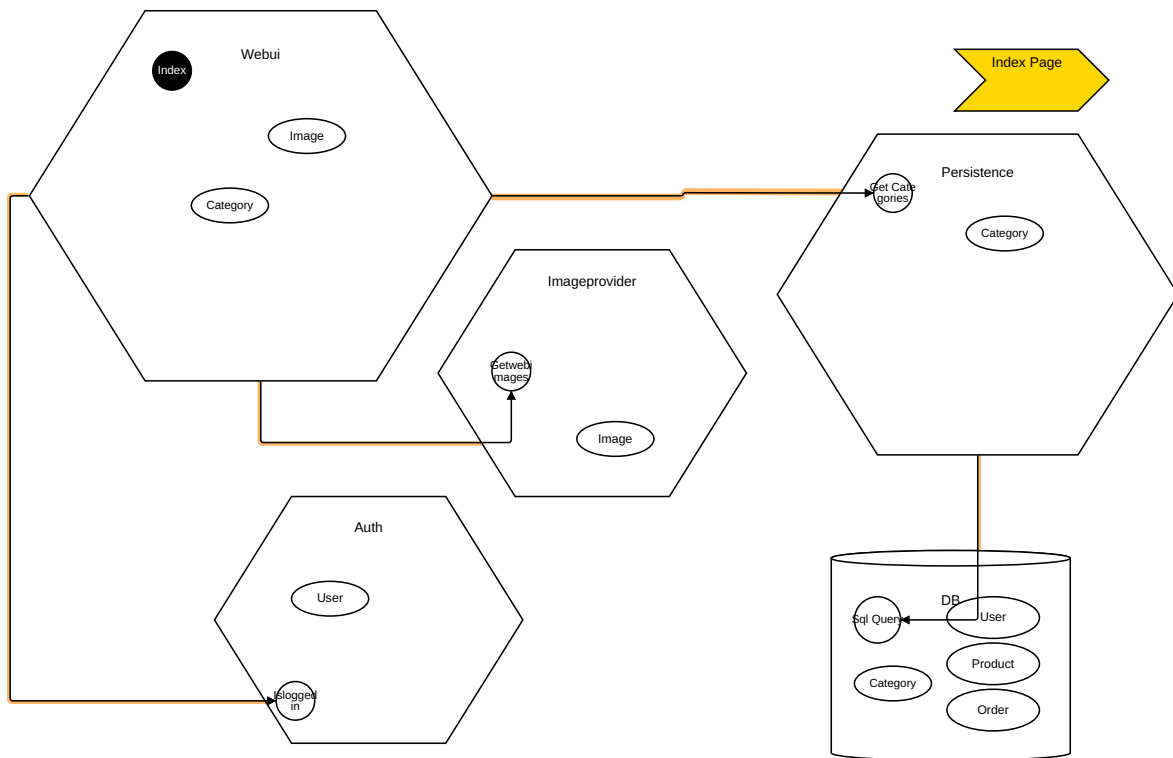 Webui
Index
Image
Category
Index Page
Persistence
Get Cate
gories
Category
Imageprovider
Getwebi
mages
Image
Auth
User
Islogged
in
DB
Sql Query
User
Product
Category
Order